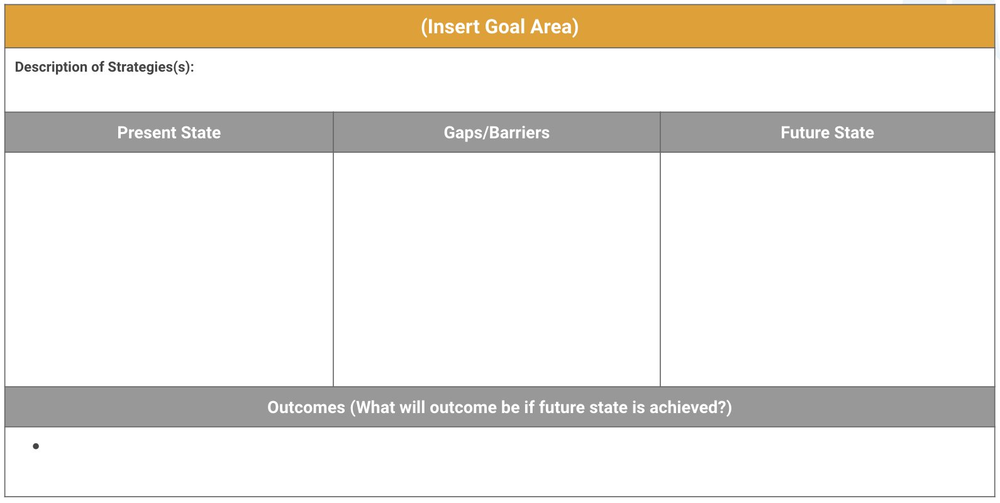 (Insert Goal Area)
Description of Strategies(s):
Present State
Gaps/Barriers
Future State
Outcomes (What will outcome be if future state is achieved?)